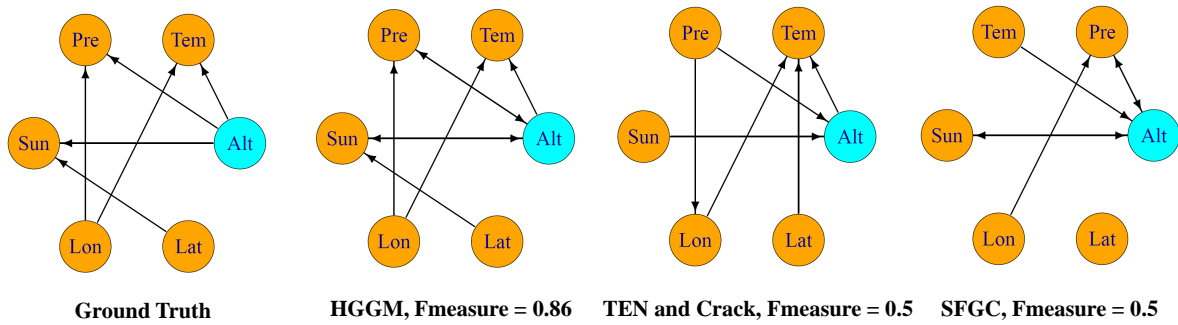 Pre Tem
Sun Alt
Lon Lat
Ground Truth
Pre Tem
Sun Alt
Lon Lat
HGGM, Fmeasure = 0.86
Pre Tem
Sun Alt
Lon Lat
TEN and Crack, Fmeasure = 0.5
Tem Pre
Sun Alt
Lon Lat
SFGC, Fmeasure = 0.5